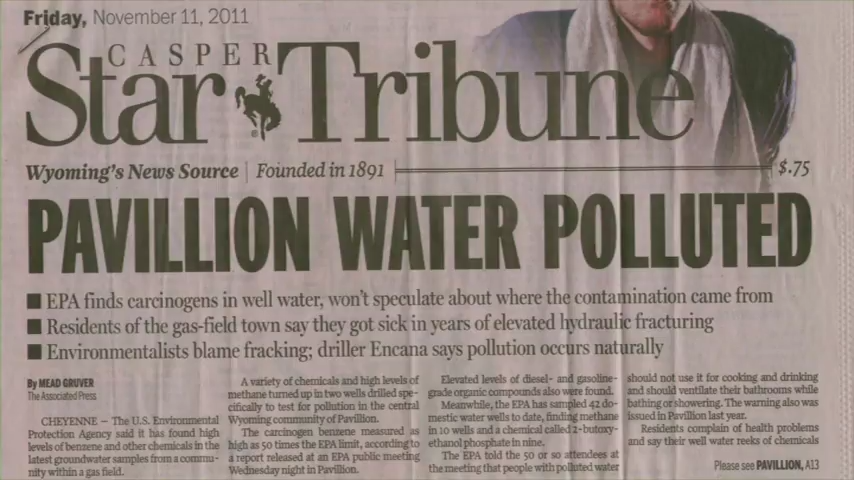 Friday, November 11, 2011
CASPER
Star Tribune
Wyoming's News Source | Founded in 1891
$.75
PAVILLION WATER POLLUTED
■ EPA finds carcinogens in well water, won't speculate about where the contamination came from
■ Residents of the gas-field town say they got sick in years of elevated hydraulic fracturing
■ Environmentalists blame fracking; driller Encana says pollution occurs naturally
By MEAD GRUVER
The Associated Press
CHEYENNE — The U.S. Environmental
Protection Agency said it has found high
levels of benzene and other chemicals in the
latest groundwater samples from a commu-
nity within a gas field.
A variety of chemicals and high levels of
methane turned up in two wells drilled spe-
cifically to test for pollution in the central
Wyoming community of Pavillion.
The carcinogen benzene measured as
high as 50 times the EPA limit, according to
a report released at an EPA public meeting
Wednesday night in Pavillion.
Elevated levels of diesel- and gasoline-
grade organic compounds also were found.
Meanwhile, the EPA has sampled 42 do-
mestic water wells to date, finding methane
in 10 wells and a chemical called 2-butoxy-
ethanol phosphate in nine.
The EPA told the 50 or so attendees at
the meeting that people with polluted water
should not use it for cooking and drinking
and should ventilate their bathrooms while
bathing or showering. The warning also was
issued in Pavillion last year.
Residents complain of health problems
and say their well water reeks of chemicals
Please see PAVILLION, A13